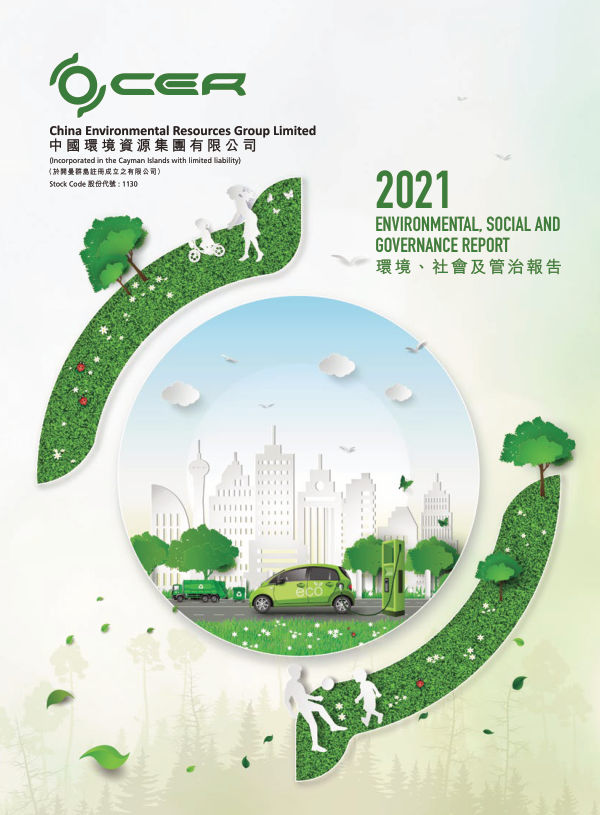 CER
China Environmental Resources Group Limited
中國環境資源集團有限公司
(Incorporated in the Cayman Islands with limited liability)
(於開曼群島註冊成立之有限公司)
Stock Code 股份代號 : 1130
2021
ENVIRONMENTAL, SOCIAL AND
GOVERNANCE REPORT
環境、社會及管治報告
eco